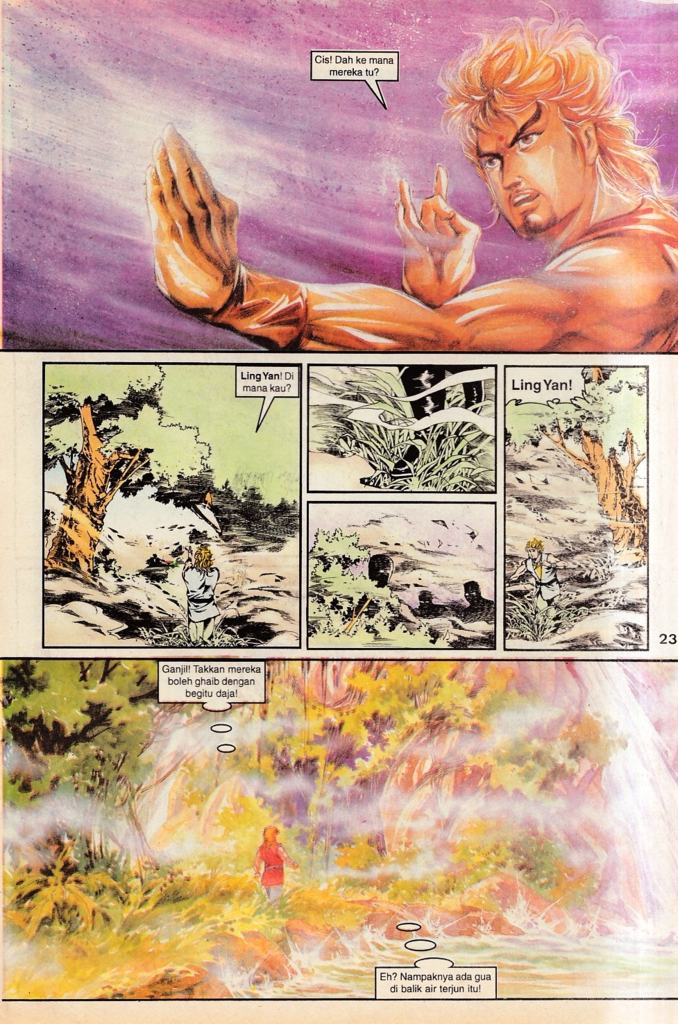 Cis! Dah ke mana
mereka tu?
Ling Yan! Di
mana kau?
Ling Yan!
23
Ganjil! Takkan mereka
boleh ghaib dengan
begitu daja!
Eh? Nampaknya ada gua
di balik air terjun itu!